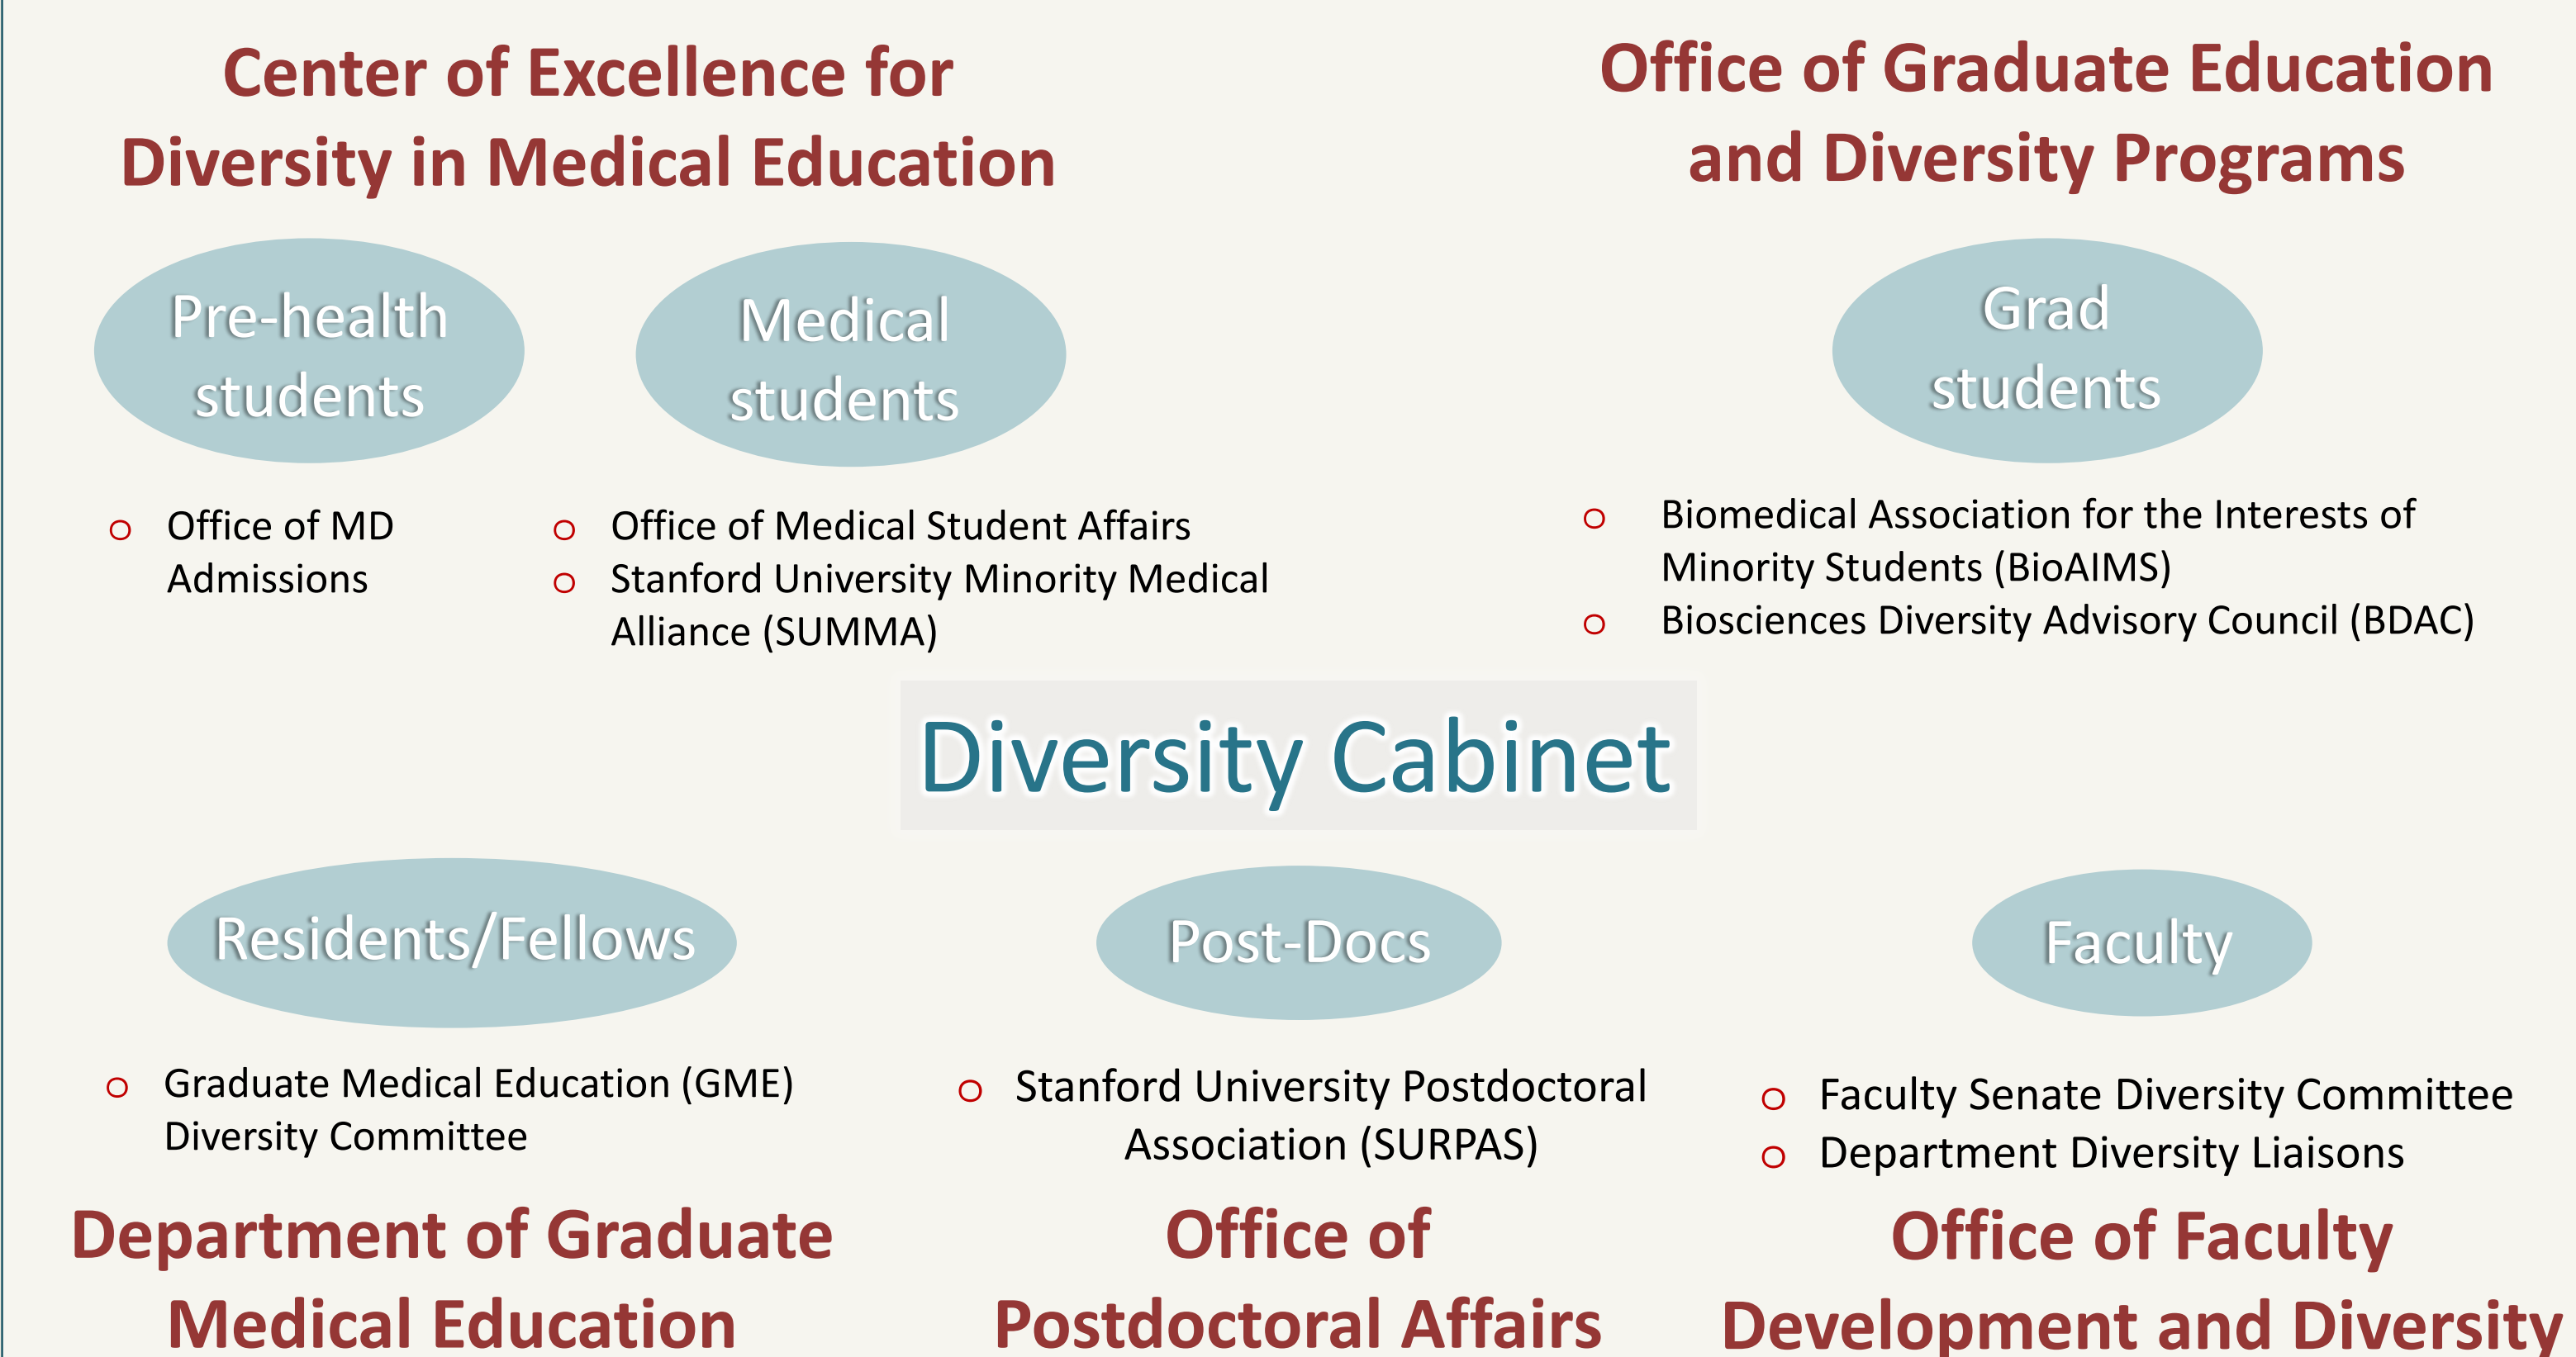 Center of Excellence for
Diversity in Medical Education
Office of Graduate Education
and Diversity Programs
Pre-health
students
Medical
students
Grad
students
o Office of MD
Admissions
o Office of Medical Student Affairs
o Stanford University Minority Medical
Alliance (SUMMA)
o Biomedical Association for the Interests of
Minority Students (BioAIMS)
o Biosciences Diversity Advisory Council (BDAC)
Diversity Cabinet
Residents/Fellows
Post-Docs
Faculty
o Graduate Medical Education (GME)
Diversity Committee
o Stanford University Postdoctoral
Association (SURPAS)
o Faculty Senate Diversity Committee
o Department Diversity Liaisons
Department of Graduate
Medical Education
Office of
Postdoctoral Affairs
Office of Faculty
Development and Diversity